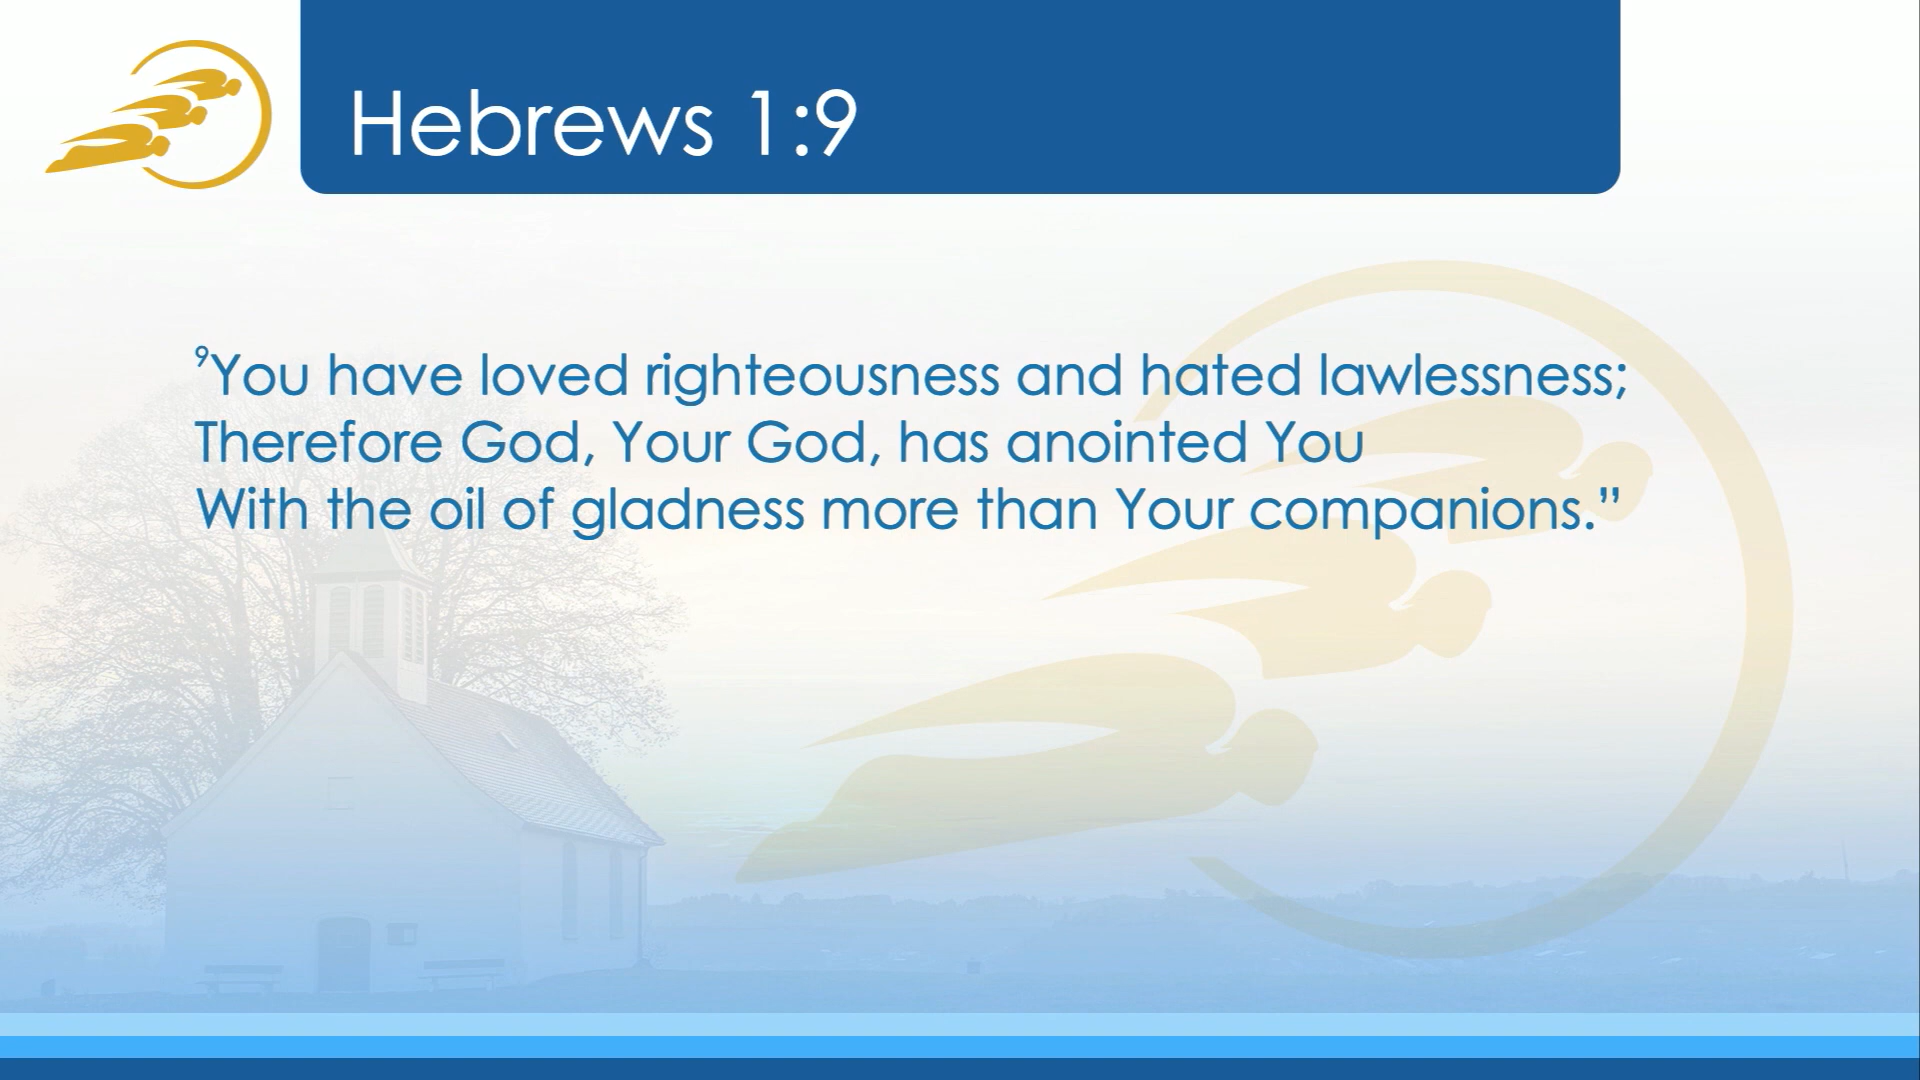 Hebrews 1:9
⁹You have loved righteousness and hated lawlessness;
Therefore God, Your God, has anointed You
With the oil of gladness more than Your companions.”